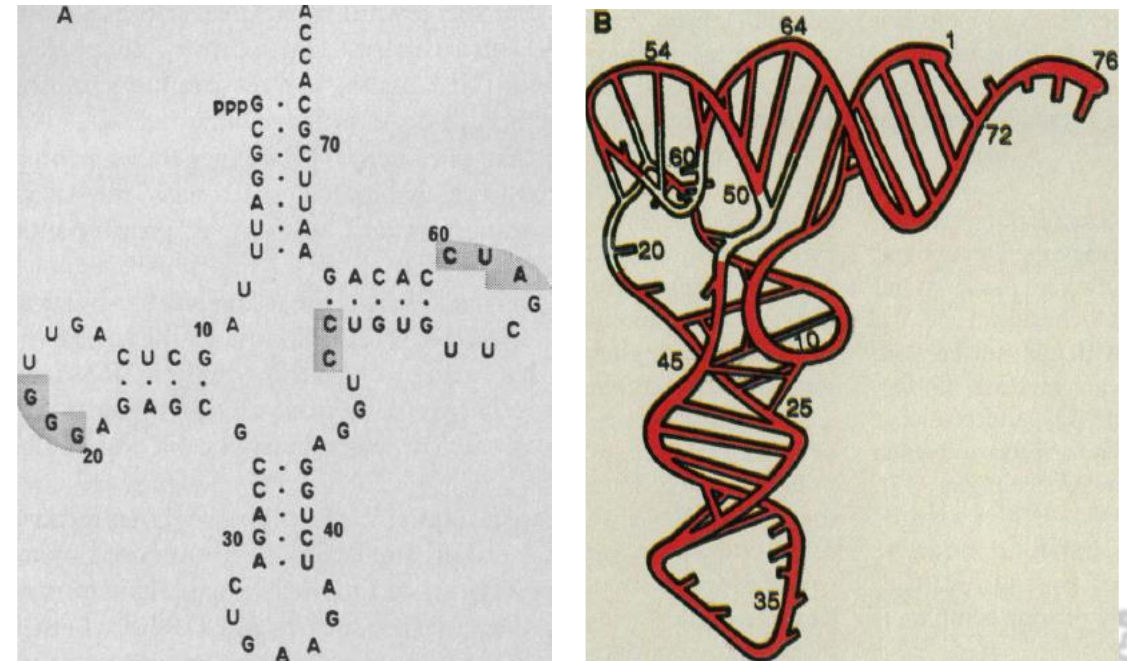 A
A
C
C
A
pppG · C
C · G
G · C 70
G · U
A · U
U · A
U · A
60
C U A
G A C A C
G
U
· · · ·
10
A
C U G U G
C
U G A
C U C G
C
U U
U
· · · ·
G
G A G C
U
G
G
G
A
G
20
G
A
C · G
C · G
A · U
30 G · C 40
A · U
C A
U G
G A A
B
64
1
54
76
72
60
50
20
10
45
25
35